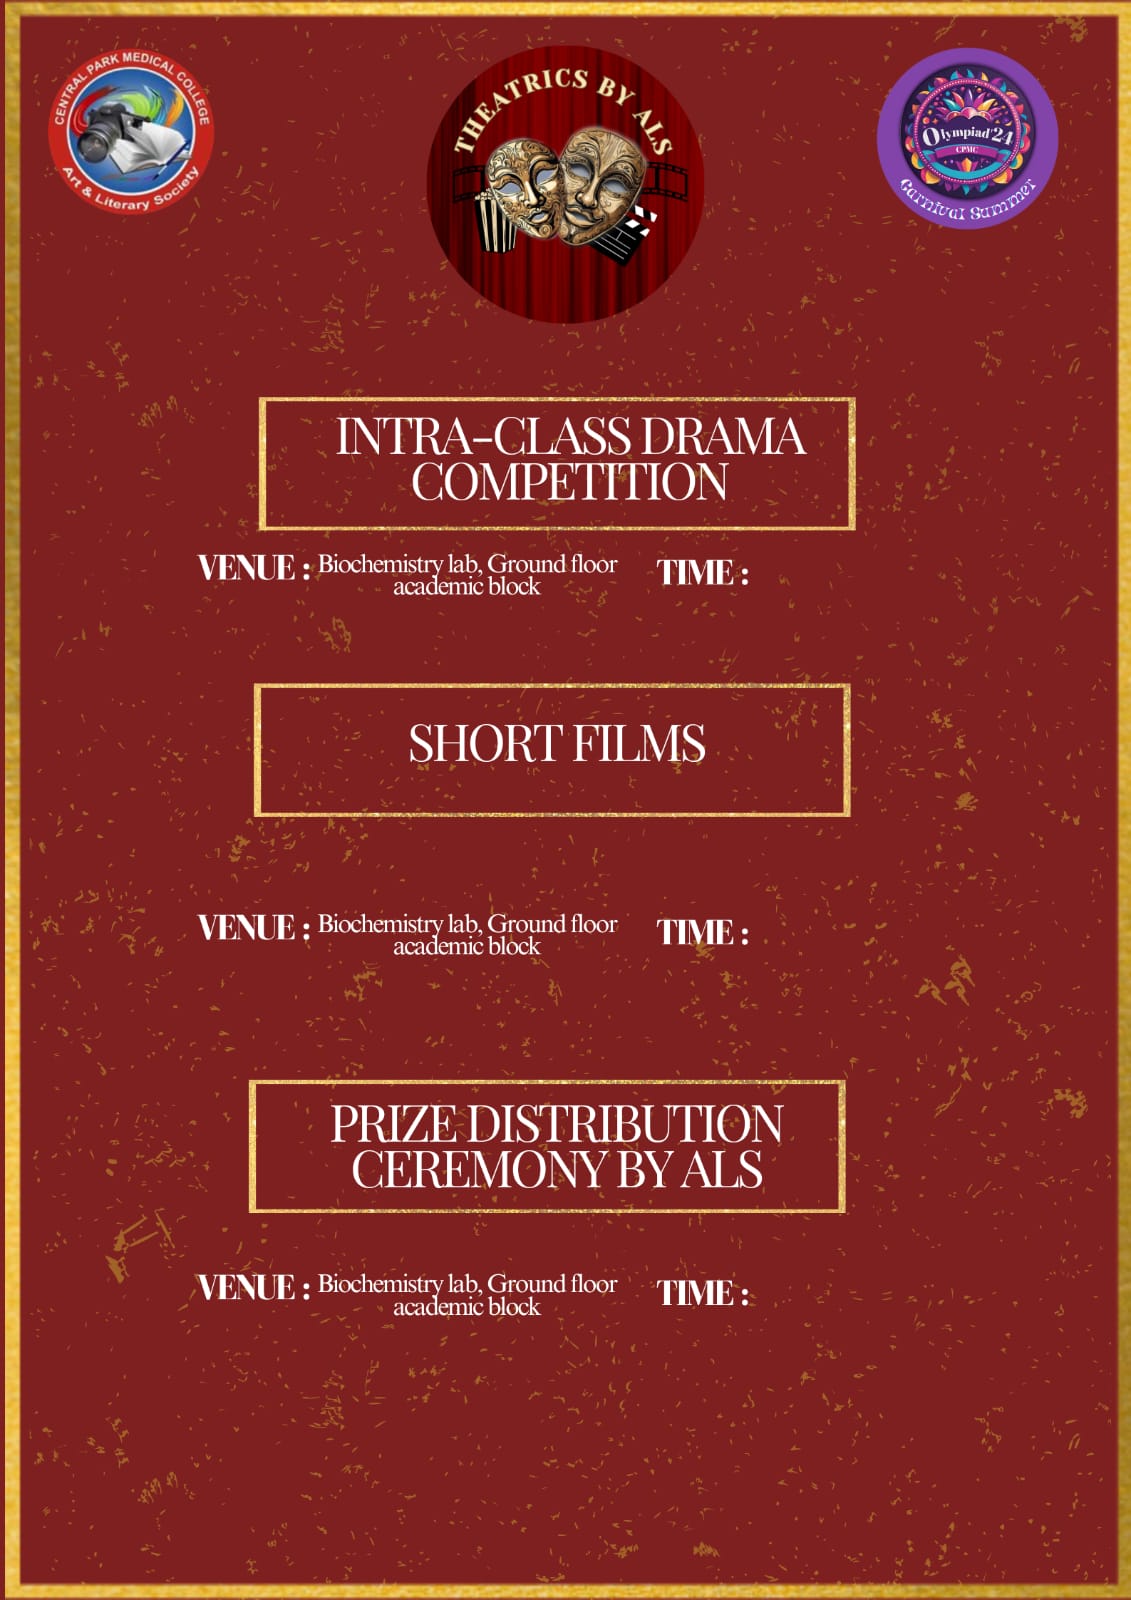 CENTRAL PARK MEDICAL COLLEGE
Art & Literary Society
THEATRICS BY ALS
Olympiad'24
CPMC
Carnival Summer
INTRA-CLASS DRAMA
COMPETITION
VENUE : Biochemistry lab, Ground floor
academic block
TIME :
SHORT FILMS
VENUE : Biochemistry lab, Ground floor
academic block
TIME :
PRIZE DISTRIBUTION
CEREMONY BY ALS
VENUE : Biochemistry lab, Ground floor
academic block
TIME :